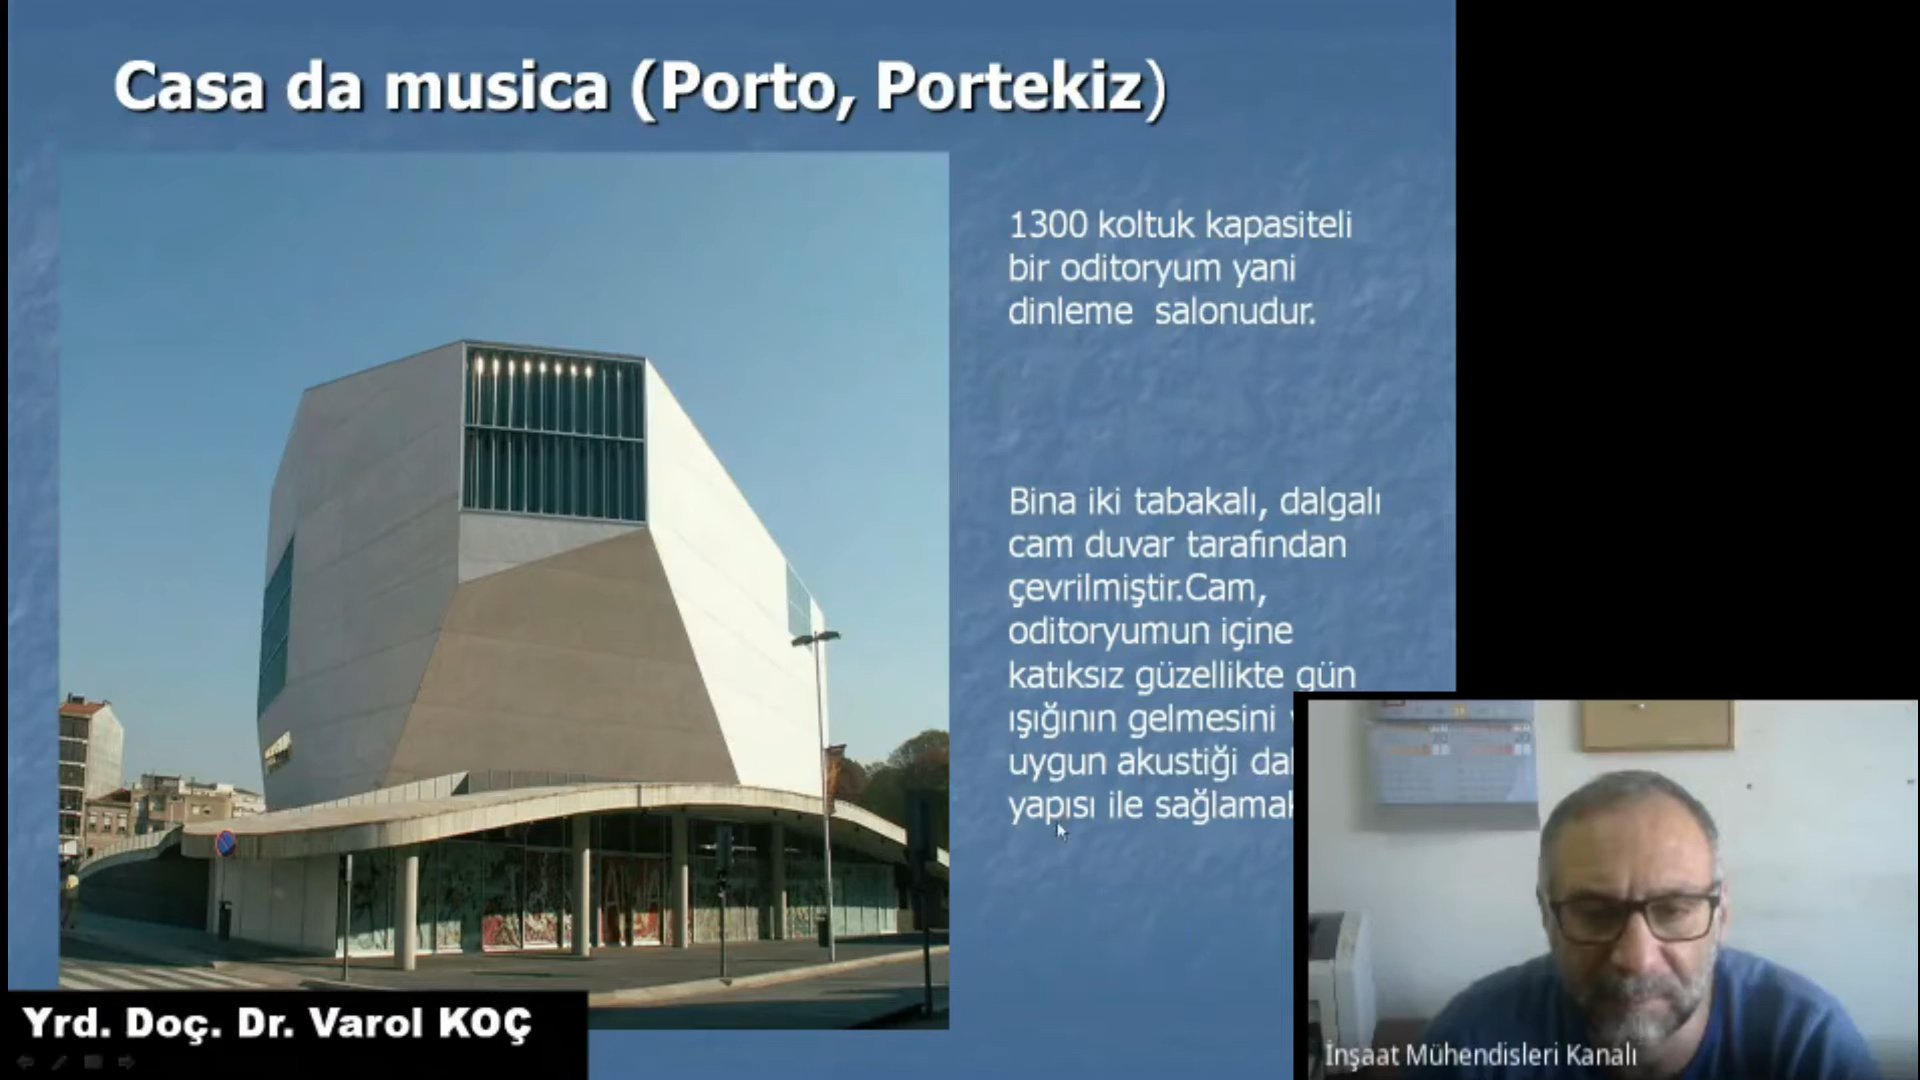 Casa da musica (Porto, Portekiz)
1300 koltuk kapasiteli
bir oditoryum yani
dinleme salonudur.
Bina iki tabakalı, dalgalı
cam duvar tarafından
çevrilmiştir.Cam,
oditoryumun içine
katıksız güzellikte gün
ışığının gelmesini
uygun akustiği
yapısı ile
Yrd. Doç. Dr. Varol KOÇ
İnşaat Mühendisleri Kanalı